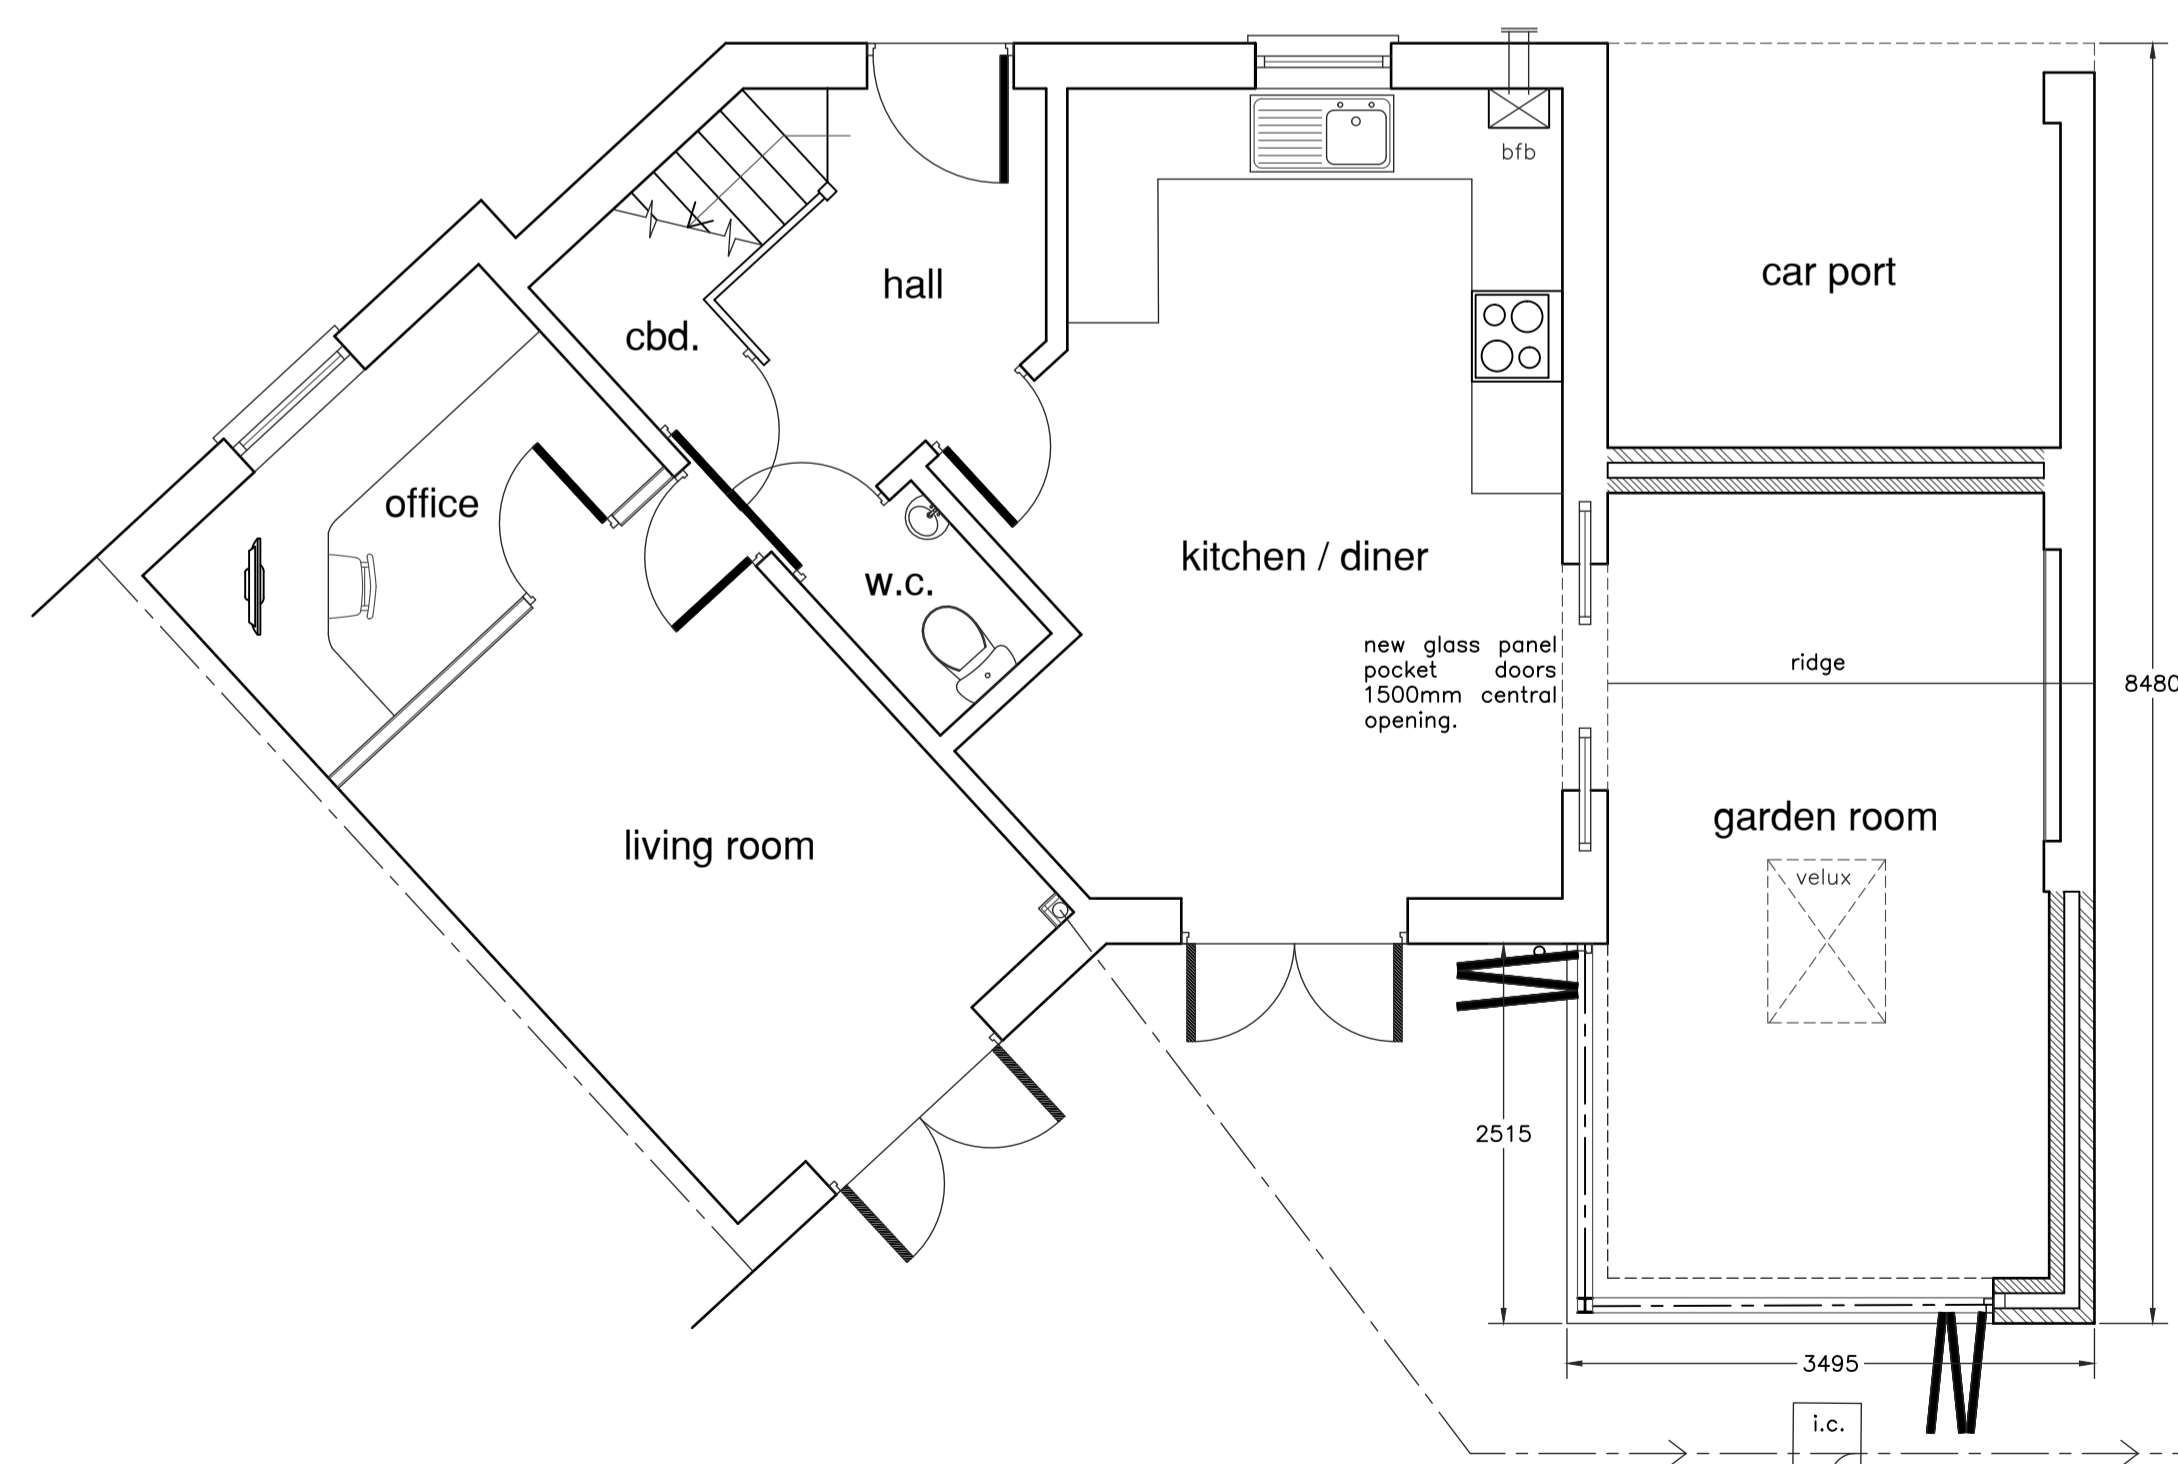 bfb
car port
hall
cbd.
office
kitchen / diner
w.c.
new glass panel
pocket doors
1500mm central
opening.
ridge
8480
garden room
living room
velux
2515
3495
i.c.